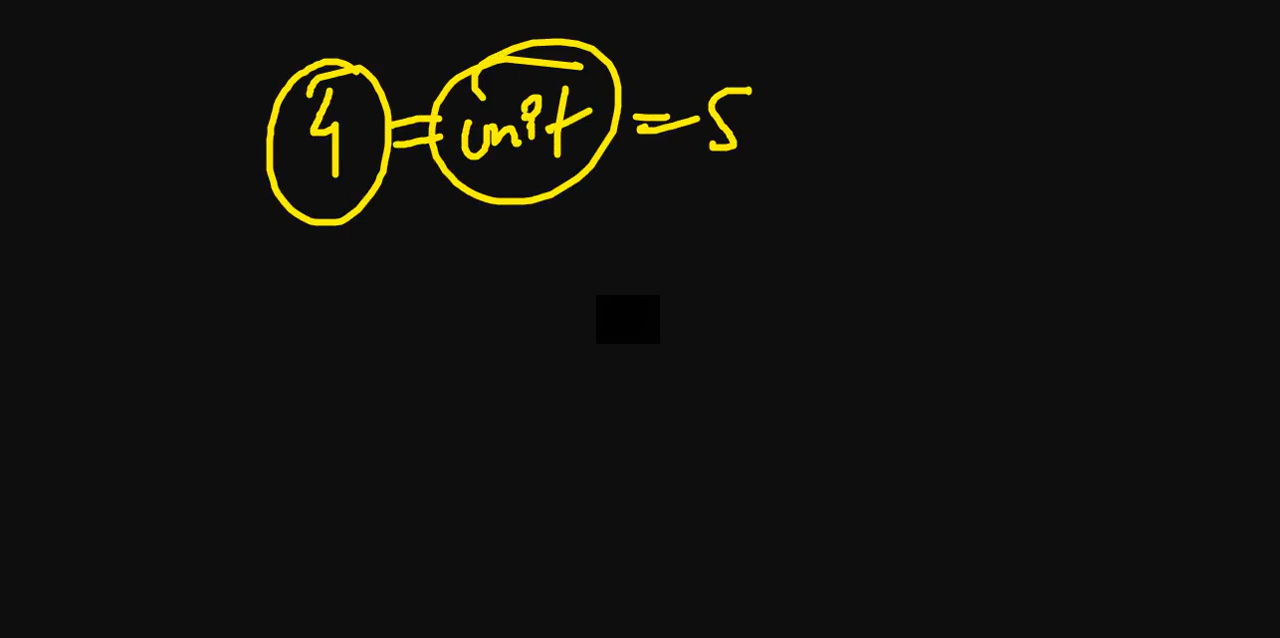 4 = unit = 5